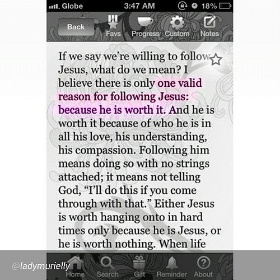 Globe 3:47 AM 18%
Back Favs Progress Custom Notes
If we say we're willing to follow
Jesus, what do we mean? I
believe there is only one valid
reason for following Jesus:
because he is worth it. And he is
worth it because of who he is in
all his love, his understanding,
his compassion. Following him
means doing so with no strings
attached; it means not telling
God, “I'll do this if you come
through with that.” Either Jesus
is worth hanging onto in hard
times only because he is Jesus, or
he is worth nothing. When life
Home Search Gift Reminder About
@ladymurielly